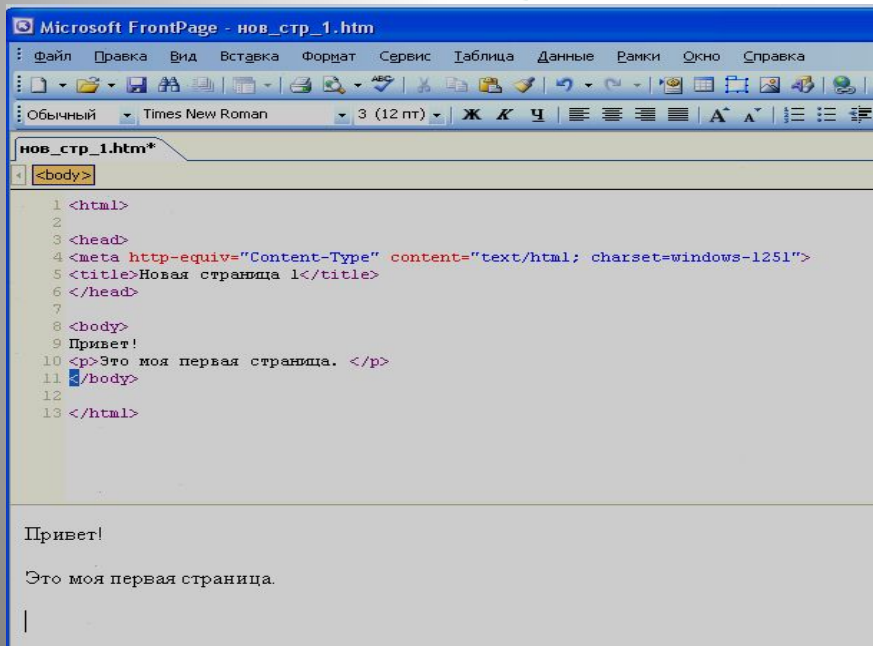 Microsoft FrontPage - нов_стр_1.htm
Файл Правка Вид Вставка Формат Сервис Таблица Данные Рамки Окно Справка
ABC
Обычный Times New Roman 3 (12 пт) Ж К Ч A A
нов_стр_1.htm*
<body>
1 <html>
2
3 <head>
4 <meta http-equiv="Content-Type" content="text/html; charset=windows-1251">
5 <title>Новая страница 1</title>
6 </head>
7
8 <body>
9 Привет!
10 <p>Это моя первая страница. </p>
11 </body>
12
13 </html>
Привет!
Это моя первая страница.